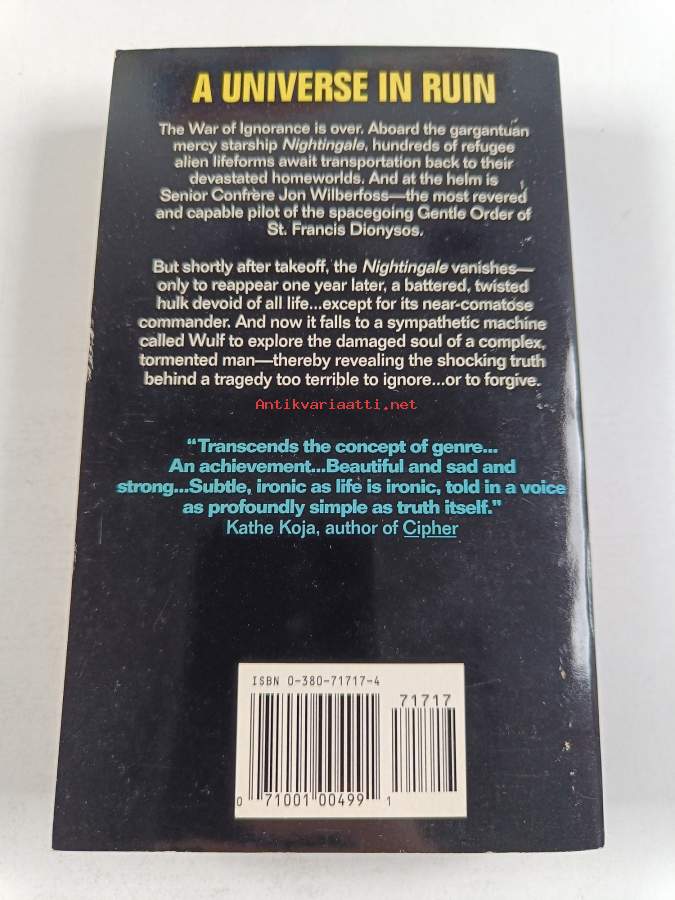 A UNIVERSE IN RUIN
The War of Ignorance is over. Aboard the gargantuan
mercy starship Nightingale, hundreds of refugee
alien lifeforms await transportation back to their
devastated homeworlds. And at the helm is
Senior Confrère Jon Wilberfoss—the most revered
and capable pilot of the spacegoing Gentle Order of
St. Francis Dionysos.
But shortly after takeoff, the Nightingale vanishes—
only to reappear one year later, a battered, twisted
hulk devoid of all life...except for its near-comatose
commander. And now it falls to a sympathetic machine
called Wulf to explore the damaged soul of a complex,
tormented man—thereby revealing the shocking truth
behind a tragedy too terrible to ignore...or to forgive.
Antikvariaatti.net
"Transcends the concept of genre...
An achievement...Beautiful and sad and
strong...Subtle, ironic as life is ironic, told in a voice
as profoundly simple as truth itself."
Kathe Koja, author of Cipher
ISBN 0-380-71717-4
71717
0 71001 00499 1